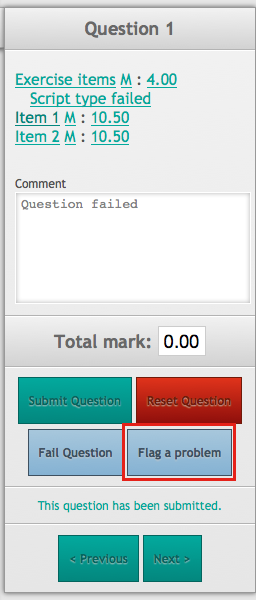 Question 1
Exercise items M : 4.00
Script type failed
Item 1 M : 10.50
Item 2 M : 10.50
Comment
Question failed
Total mark: 0.00
Submit Question Reset Question
Fail Question Flag a problem
This question has been submitted.
< Previous Next >